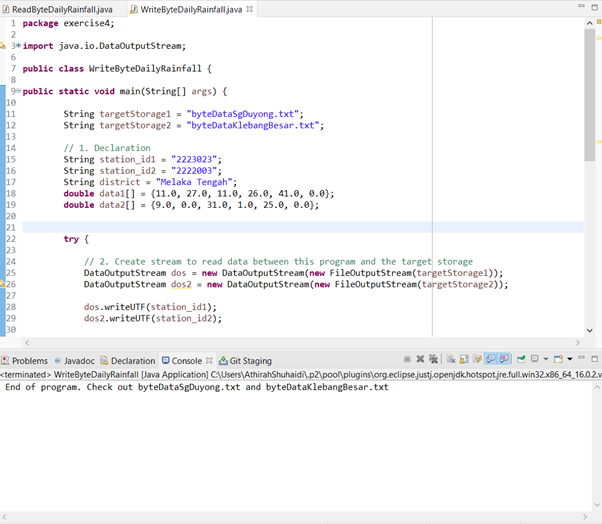 ReadByteDailyRainfall.java WriteByteDailyRainfall.java
1 package exercise4;
2
3 import java.io.DataOutputStream;
6
7 public class WriteByteDailyRainfall {
8
9 public static void main(String[] args) {
10
11 String targetStorage1 = "byteDataSgDuyong.txt";
12 String targetStorage2 = "byteDataKlebangBesar.txt";
13
14 // 1. Declaration
15 String station_id1 = "2223023";
16 String station_id2 = "2222003";
17 String district = "Melaka Tengah";
18 double data1[] = {11.0, 27.0, 11.0, 26.0, 41.0, 0.0};
19 double data2[] = {9.0, 0.0, 31.0, 1.0, 25.0, 0.0};
20
21
22 try {
23
24 // 2. Create stream to read data between this program and the target storage
25 DataOutputStream dos = new DataOutputStream(new FileOutputStream(targetStorage1));
26 DataOutputStream dos2 = new DataOutputStream(new FileOutputStream(targetStorage2));
27
28 dos.writeUTF(station_id1);
29 dos2.writeUTF(station_id2);
30
Problems Javadoc Declaration Console Git Staging
<terminated> WriteByteDailyRainfall [Java Application] C:\Users\AthirahShuhaidi\.p2\pool\plugins\org.eclipse.justj.openjdk.hotspot.jre.full.win32.x86_64_16.0.2.v
End of program. Check out byteDataSgDuyong.txt and byteDataKlebangBesar.txt